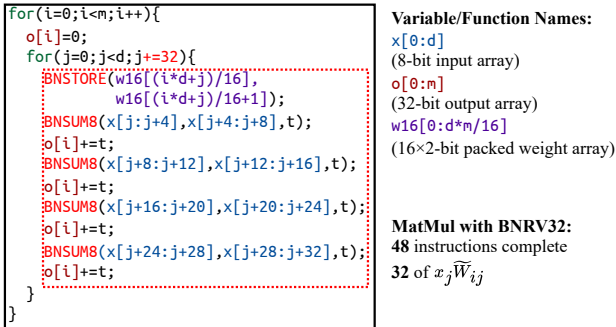 for(i=0;i<m;i++){
o[i]=0;
for(j=0;j<d;j+=32){
BNSTORE(w16[(i*d+j)/16],
w16[(i*d+j)/16+1]);
BNSUM8(x[j:j+4],x[j+4:j+8],t);
o[i]+=t;
BNSUM8(x[j+8:j+12],x[j+12:j+16],t);
o[i]+=t;
BNSUM8(x[j+16:j+20],x[j+20:j+24],t);
o[i]+=t;
BNSUM8(x[j+24:j+28],x[j+28:j+32],t);
o[i]+=t;
}
}
Variable/Function Names:
x[0:d]
(8-bit input array)
o[0:m]
(32-bit output array)
w16[0:d*m/16]
(16×2-bit packed weight array)
MatMul with BNRV32:
48 instructions complete
32 of $x_j\widetilde{W}_{ij}$